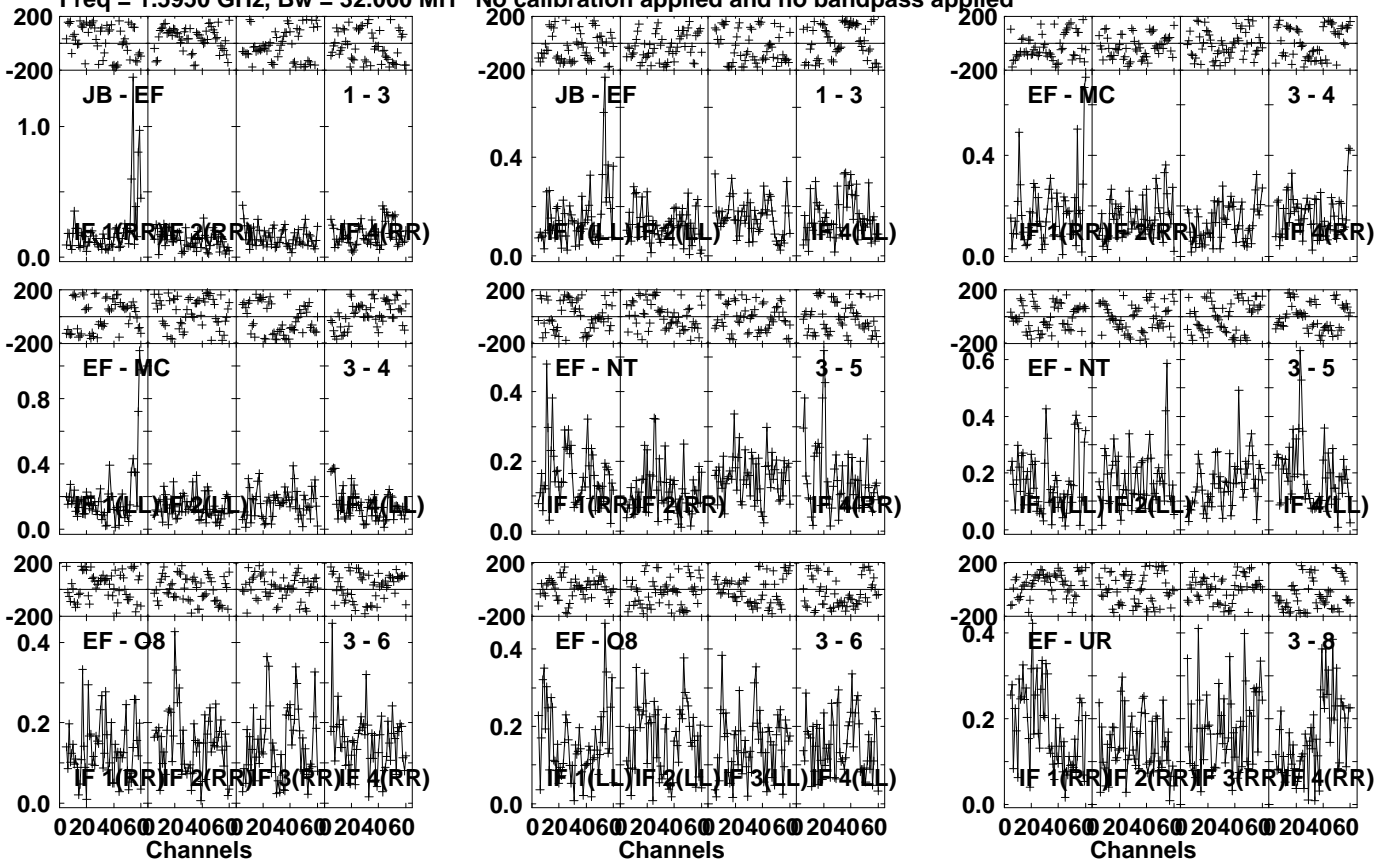 Freq = 1.5950 GHz, Bw = 32.000 MH No calibration applied and no bandpass applied
200
-200
JB - EF 1 - 3
1.0
0.0
IF 1(RR) IF 2(RR) IF 4(RR)
200
-200
JB - EF 1 - 3
0.4
0.0
IF 1(LL) IF 2(LL) IF 4(LL)
200
-200
EF - MC 3 - 4
0.4
0.0
IF 1(RR) IF 2(RR) IF 4(RR)
200
-200
EF - MC 3 - 4
0.8
0.4
0.0
IF 1(LL) IF 2(LL) IF 4(LL)
200
-200
EF - NT 3 - 5
0.4
0.2
0.0
IF 1(RR) IF 2(RR) IF 4(RR)
200
-200
0.6
EF - NT 3 - 5
0.4
0.2
0.0
IF 1(LL) IF 2(LL) IF 4(LL)
200
-200
EF - O8 3 - 6
0.4
0.2
0.0
IF 1(RR) IF 2(RR) IF 3(RR) IF 4(RR)
0 20 40 60 0 20 40 60 0 20 40 60 0 20 40 60
Channels
200
-200
EF - O8 3 - 6
0.4
0.2
0.0
IF 1(LL) IF 2(LL) IF 3(LL) IF 4(LL)
0 20 40 60 0 20 40 60 0 20 40 60 0 20 40 60
Channels
200
-200
0.4
EF - UR 3 - 8
0.2
0.0
IF 1(RR) IF 2(RR) IF 3(RR) IF 4(RR)
0 20 40 60 0 20 40 60 0 20 40 60 0 20 40 60
Channels